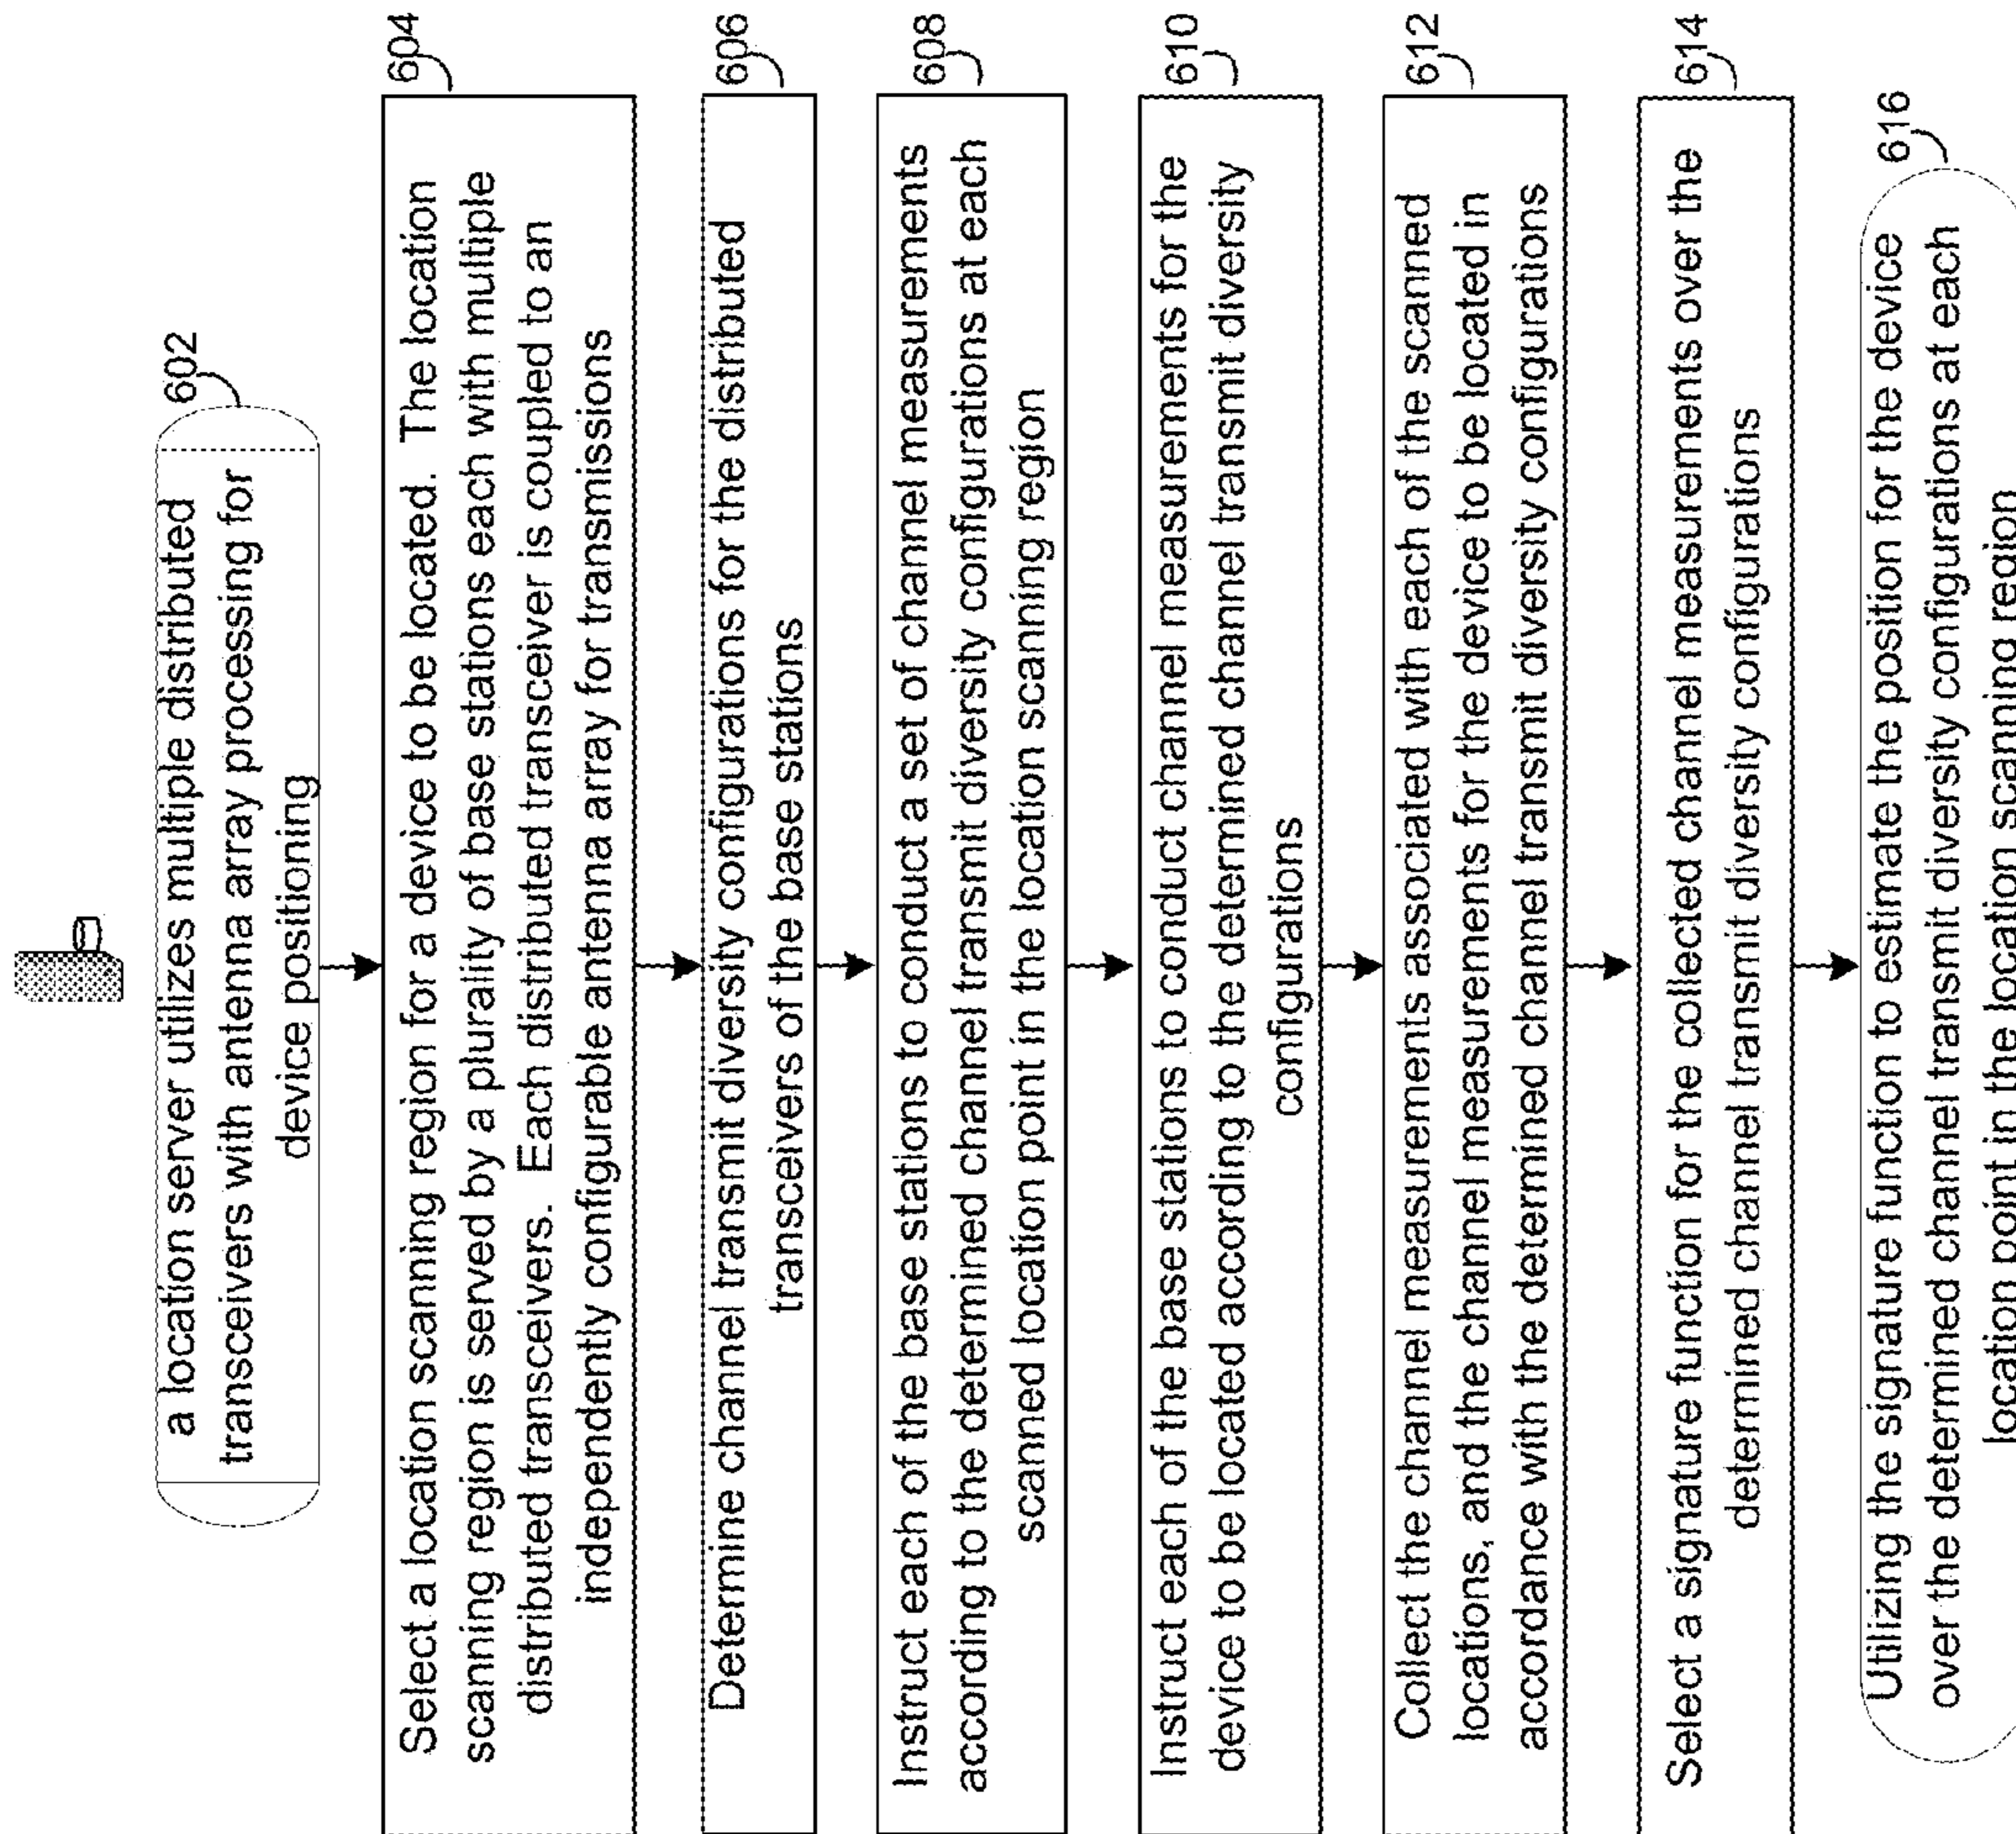 602
a location server utilizes multiple distributed
transceivers with antenna array processing for
device positioning
604
Select a location scanning region for a device to be located. The location
scanning region is served by a plurality of base stations each with multiple
distributed transceivers. Each distributed transceiver is coupled to an
independently configurable antenna array for transmissions
606
Determine channel transmit diversity configurations for the distributed
transceivers of the base stations
608
Instruct each of the base stations to conduct a set of channel measurements
according to the determined channel transmit diversity configurations at each
scanned location point in the location scanning region
610
Instruct each of the base stations to conduct channel measurements for the
device to be located according to the determined channel transmit diversity
configurations
612
Collect the channel measurements associated with each of the scanned
locations, and the channel measurements for the device to be located in
accordance with the determined channel transmit diversity configurations
614
Select a signature function for the collected channel measurements over the
determined channel transmit diversity configurations
616
Utilizing the signature function to estimate the position for the device
over the determined channel transmit diversity configurations at each
location point in the location scanning region